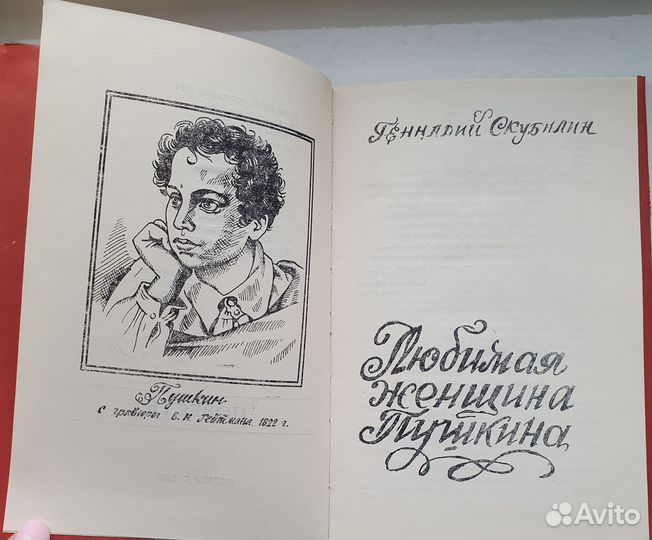 Пушкин
с гравюры Е. И. Гейтмана 1822 г.
Геннадий Скубилин
Любимая
женщина
Пушкина
Avito